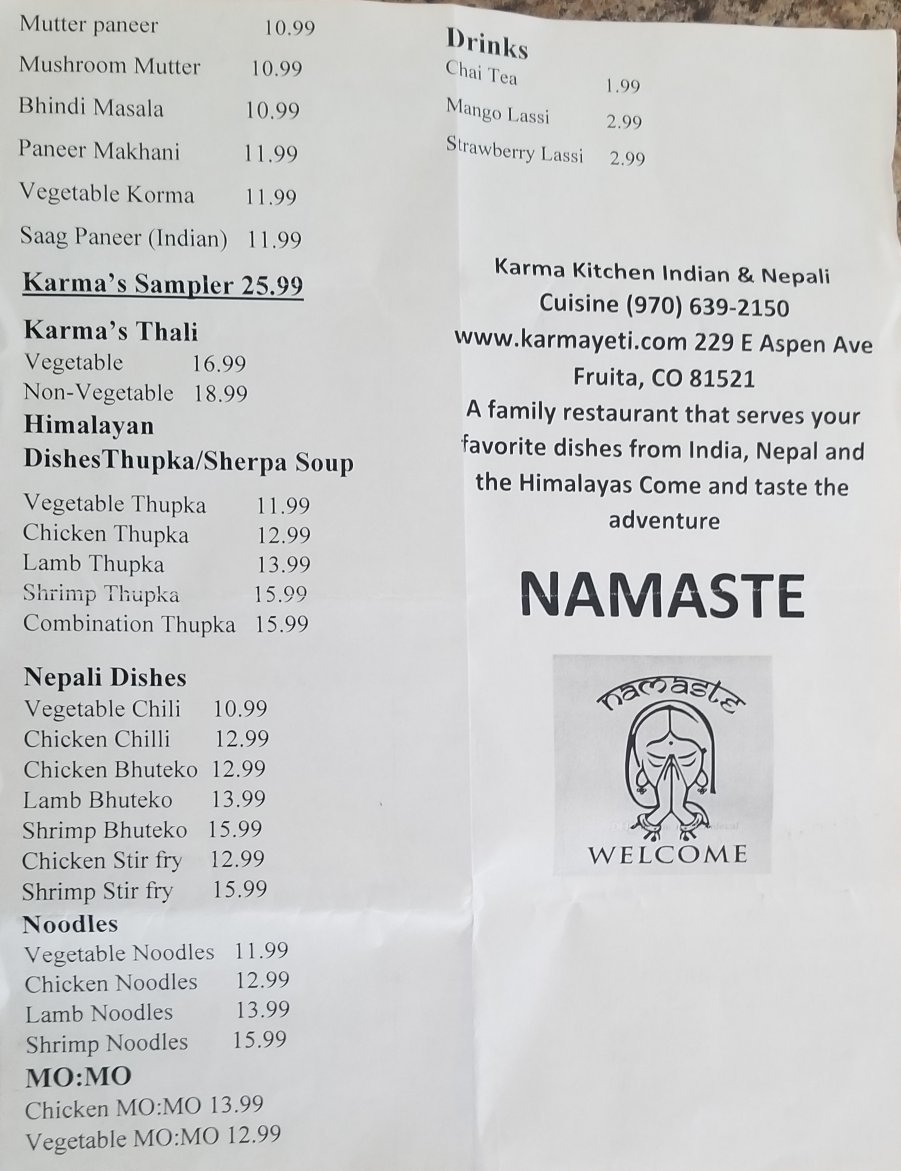 Mutter paneer 10.99
Mushroom Mutter 10.99
Bhindi Masala 10.99
Paneer Makhani 11.99
Vegetable Korma 11.99
Saag Paneer (Indian) 11.99
Karma's Sampler 25.99
Karma's Thali
Vegetable 16.99
Non-Vegetable 18.99
Himalayan
DishesThupka/Sherpa Soup
Vegetable Thupka 11.99
Chicken Thupka 12.99
Lamb Thupka 13.99
Shrimp Thupka 15.99
Combination Thupka 15.99
Nepali Dishes
Vegetable Chili 10.99
Chicken Chilli 12.99
Chicken Bhuteko 12.99
Lamb Bhuteko 13.99
Shrimp Bhuteko 15.99
Chicken Stir fry 12.99
Shrimp Stir fry 15.99
Noodles
Vegetable Noodles 11.99
Chicken Noodles 12.99
Lamb Noodles 13.99
Shrimp Noodles 15.99
MO:MO
Chicken MO:MO 13.99
Vegetable MO:MO 12.99
Drinks
Chai Tea 1.99
Mango Lassi 2.99
Strawberry Lassi 2.99
Karma Kitchen Indian & Nepali
Cuisine (970) 639-2150
www.karmayeti.com 229 E Aspen Ave
Fruita, CO 81521
A family restaurant that serves your
favorite dishes from India, Nepal and
the Himalayas Come and taste the
adventure
NAMASTE
namaste
WELCOME